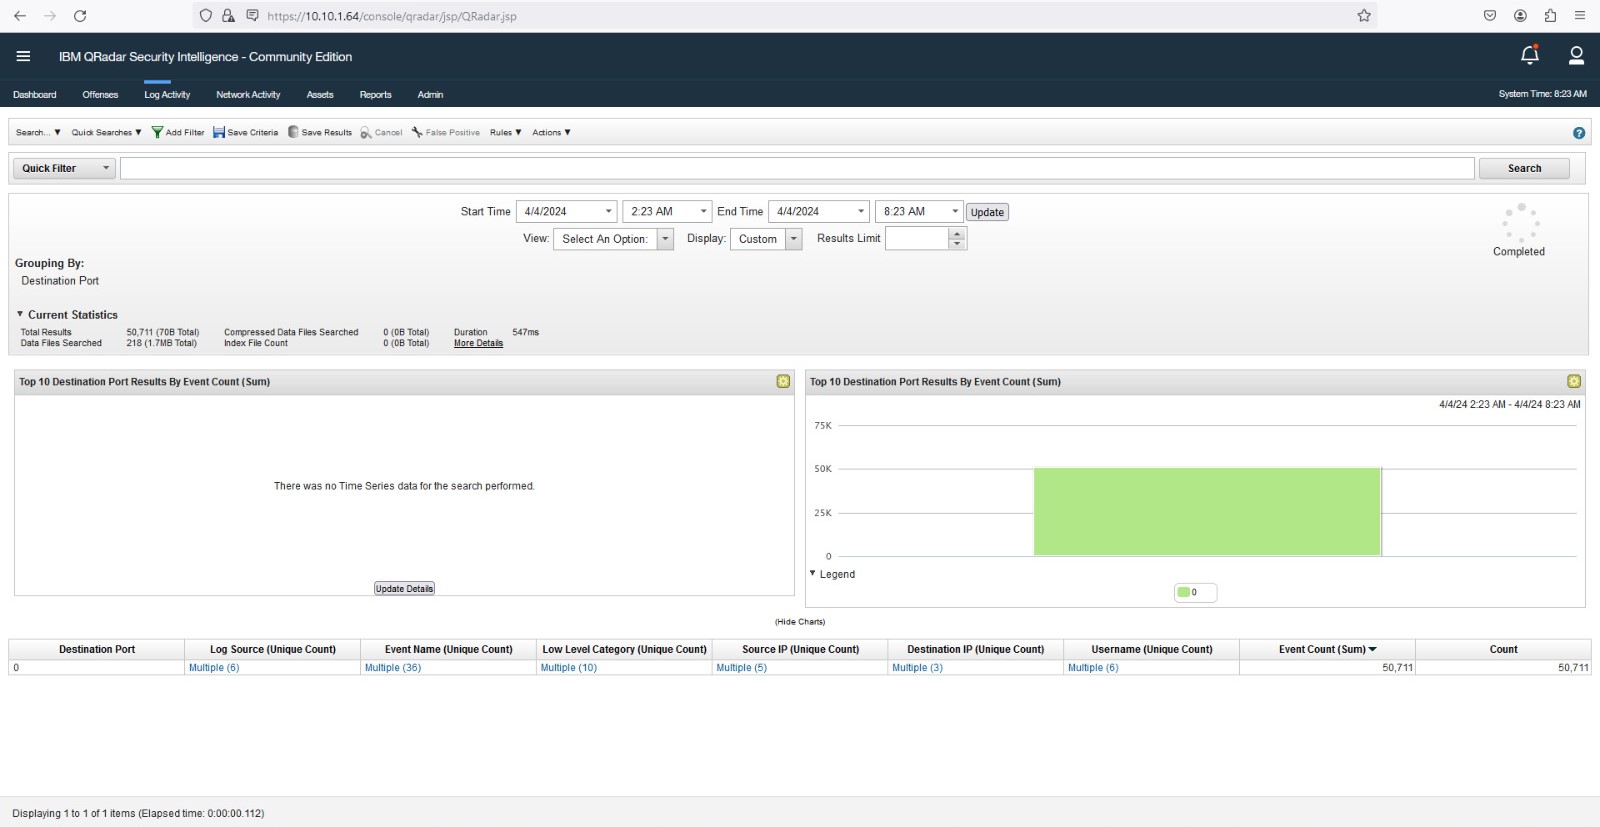 https://10.10.1.64/console/qradar/jsp/QRadar.jsp
IBM QRadar Security Intelligence - Community Edition
Dashboard Offenses Log Activity Network Activity Assets Reports Admin System Time: 8:23 AM
Search... Quick Searches Add Filter Save Criteria Save Results Cancel False Positive Rules Actions ?
Quick Filter Search
Start Time 4/4/2024 2:23 AM End Time 4/4/2024 8:23 AM Update
View: Select An Option: Display: Custom Results Limit
Completed
Grouping By:
Destination Port
Current Statistics
Total Results 50,711 (70B Total) Compressed Data Files Searched 0 (0B Total) Duration 547ms
Data Files Searched 218 (1.7MB Total) Index File Count 0 (0B Total) More Details
Top 10 Destination Port Results By Event Count (Sum) Top 10 Destination Port Results By Event Count (Sum)
4/4/24 2:23 AM - 4/4/24 8:23 AM
75K
50K
There was no Time Series data for the search performed.
25K
0
Legend
Update Details
0
(Hide Charts)
Destination Port Log Source (Unique Count) Event Name (Unique Count) Low Level Category (Unique Count) Source IP (Unique Count) Destination IP (Unique Count) Username (Unique Count) Event Count (Sum) Count
0 Multiple (6) Multiple (36) Multiple (10) Multiple (5) Multiple (3) Multiple (6) 50,711 50,711
Displaying 1 to 1 of 1 items (Elapsed time: 0:00:00.112)